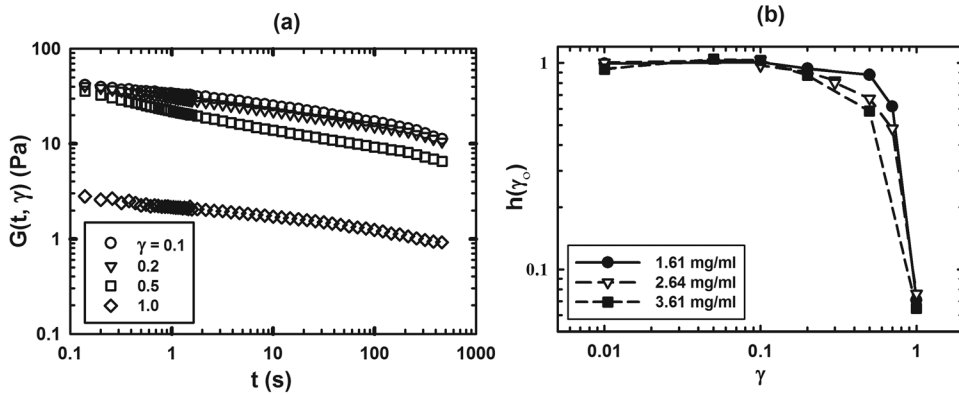 (a)
G(t, γ) (Pa)
100
10
1
0.1
γ = 0.1
0.2
0.5
1.0
0.1 1 10 100 1000
t (s)
(b)
h(γo)
1
0.1
1.61 mg/ml
2.64 mg/ml
3.61 mg/ml
0.01 0.1 1
γ